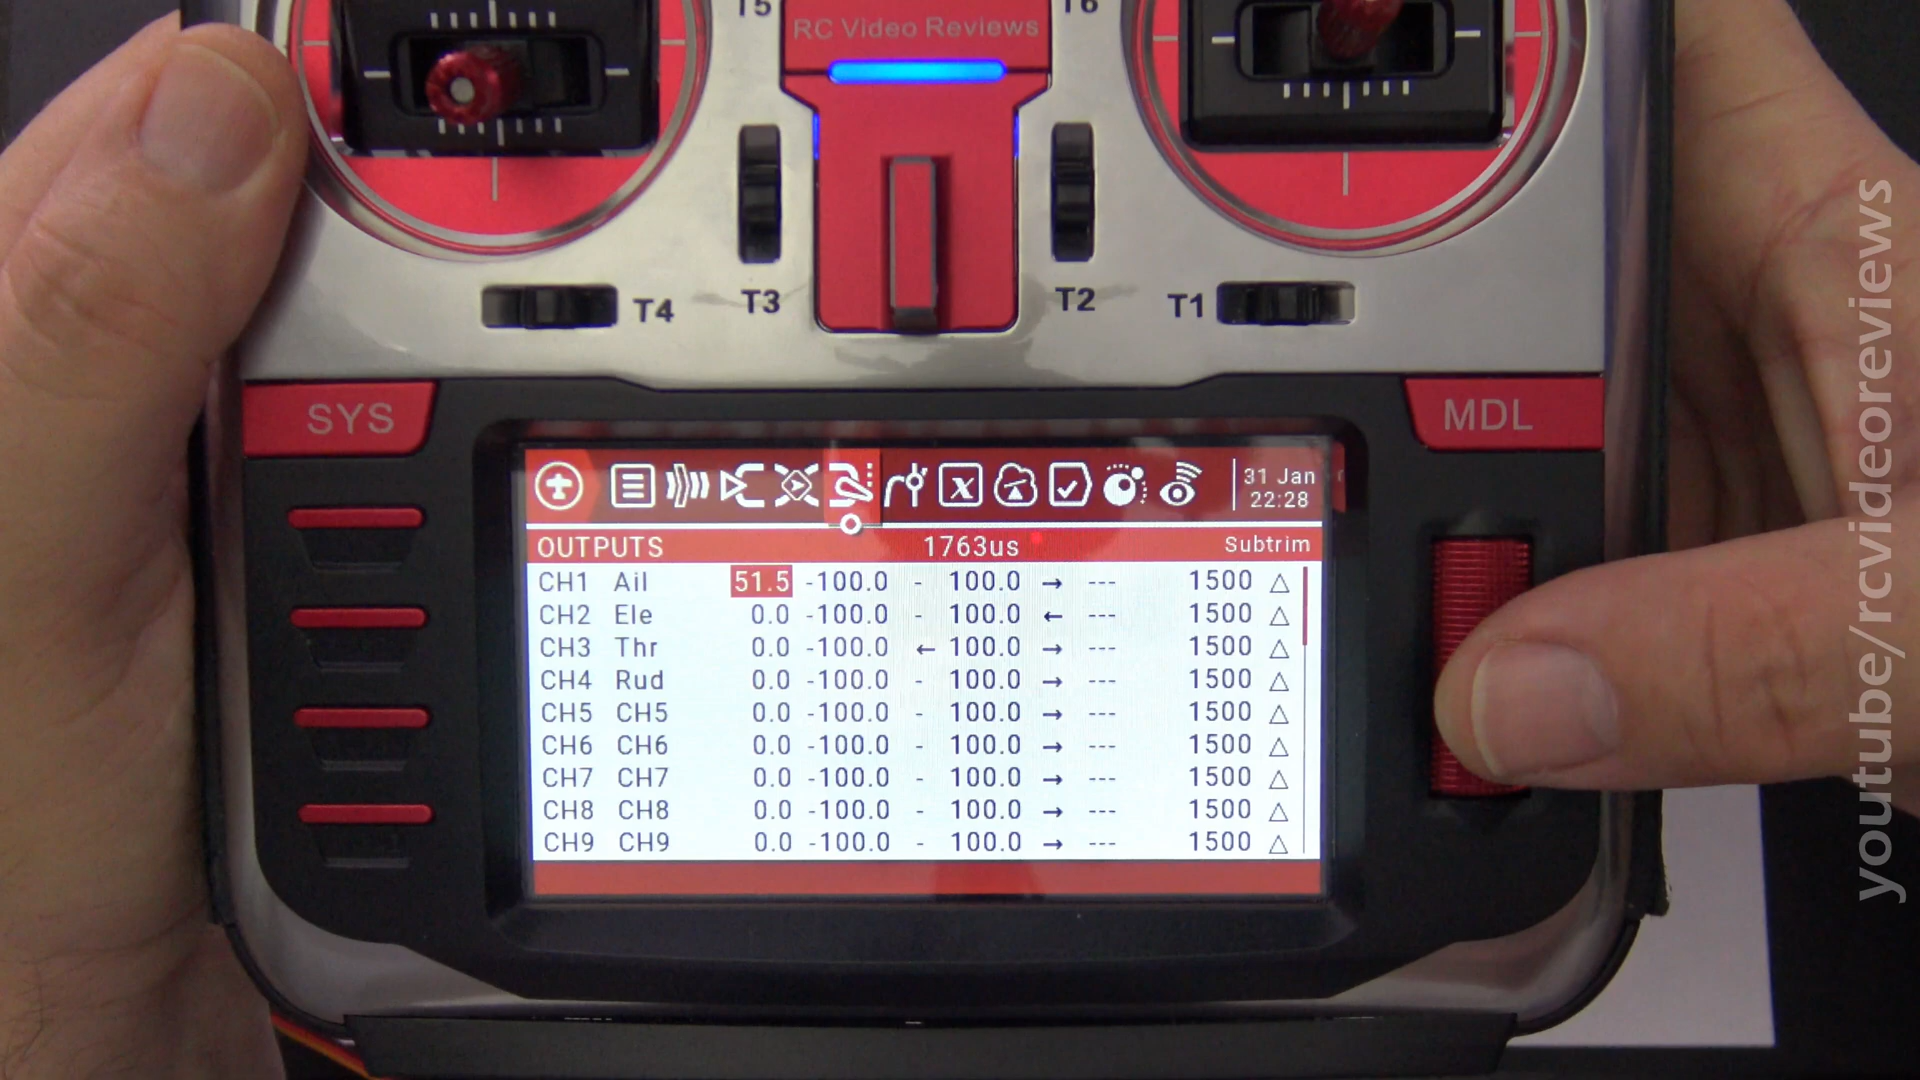 T5
T6
RC Video Reviews
T4
T3
T2
T1
SYS
MDL
31 Jan
22:28
OUTPUTS 1763us Subtrim
CH1 Ail 51.5 -100.0 - 100.0 → --- 1500 △
CH2 Ele 0.0 -100.0 - 100.0 ← --- 1500 △
CH3 Thr 0.0 -100.0 ← 100.0 → --- 1500 △
CH4 Rud 0.0 -100.0 - 100.0 → --- 1500 △
CH5 CH5 0.0 -100.0 - 100.0 → --- 1500 △
CH6 CH6 0.0 -100.0 - 100.0 → --- 1500 △
CH7 CH7 0.0 -100.0 - 100.0 → --- 1500 △
CH8 CH8 0.0 -100.0 - 100.0 → --- 1500 △
CH9 CH9 0.0 -100.0 - 100.0 → --- 1500 △
youtube/rcvideoreviews